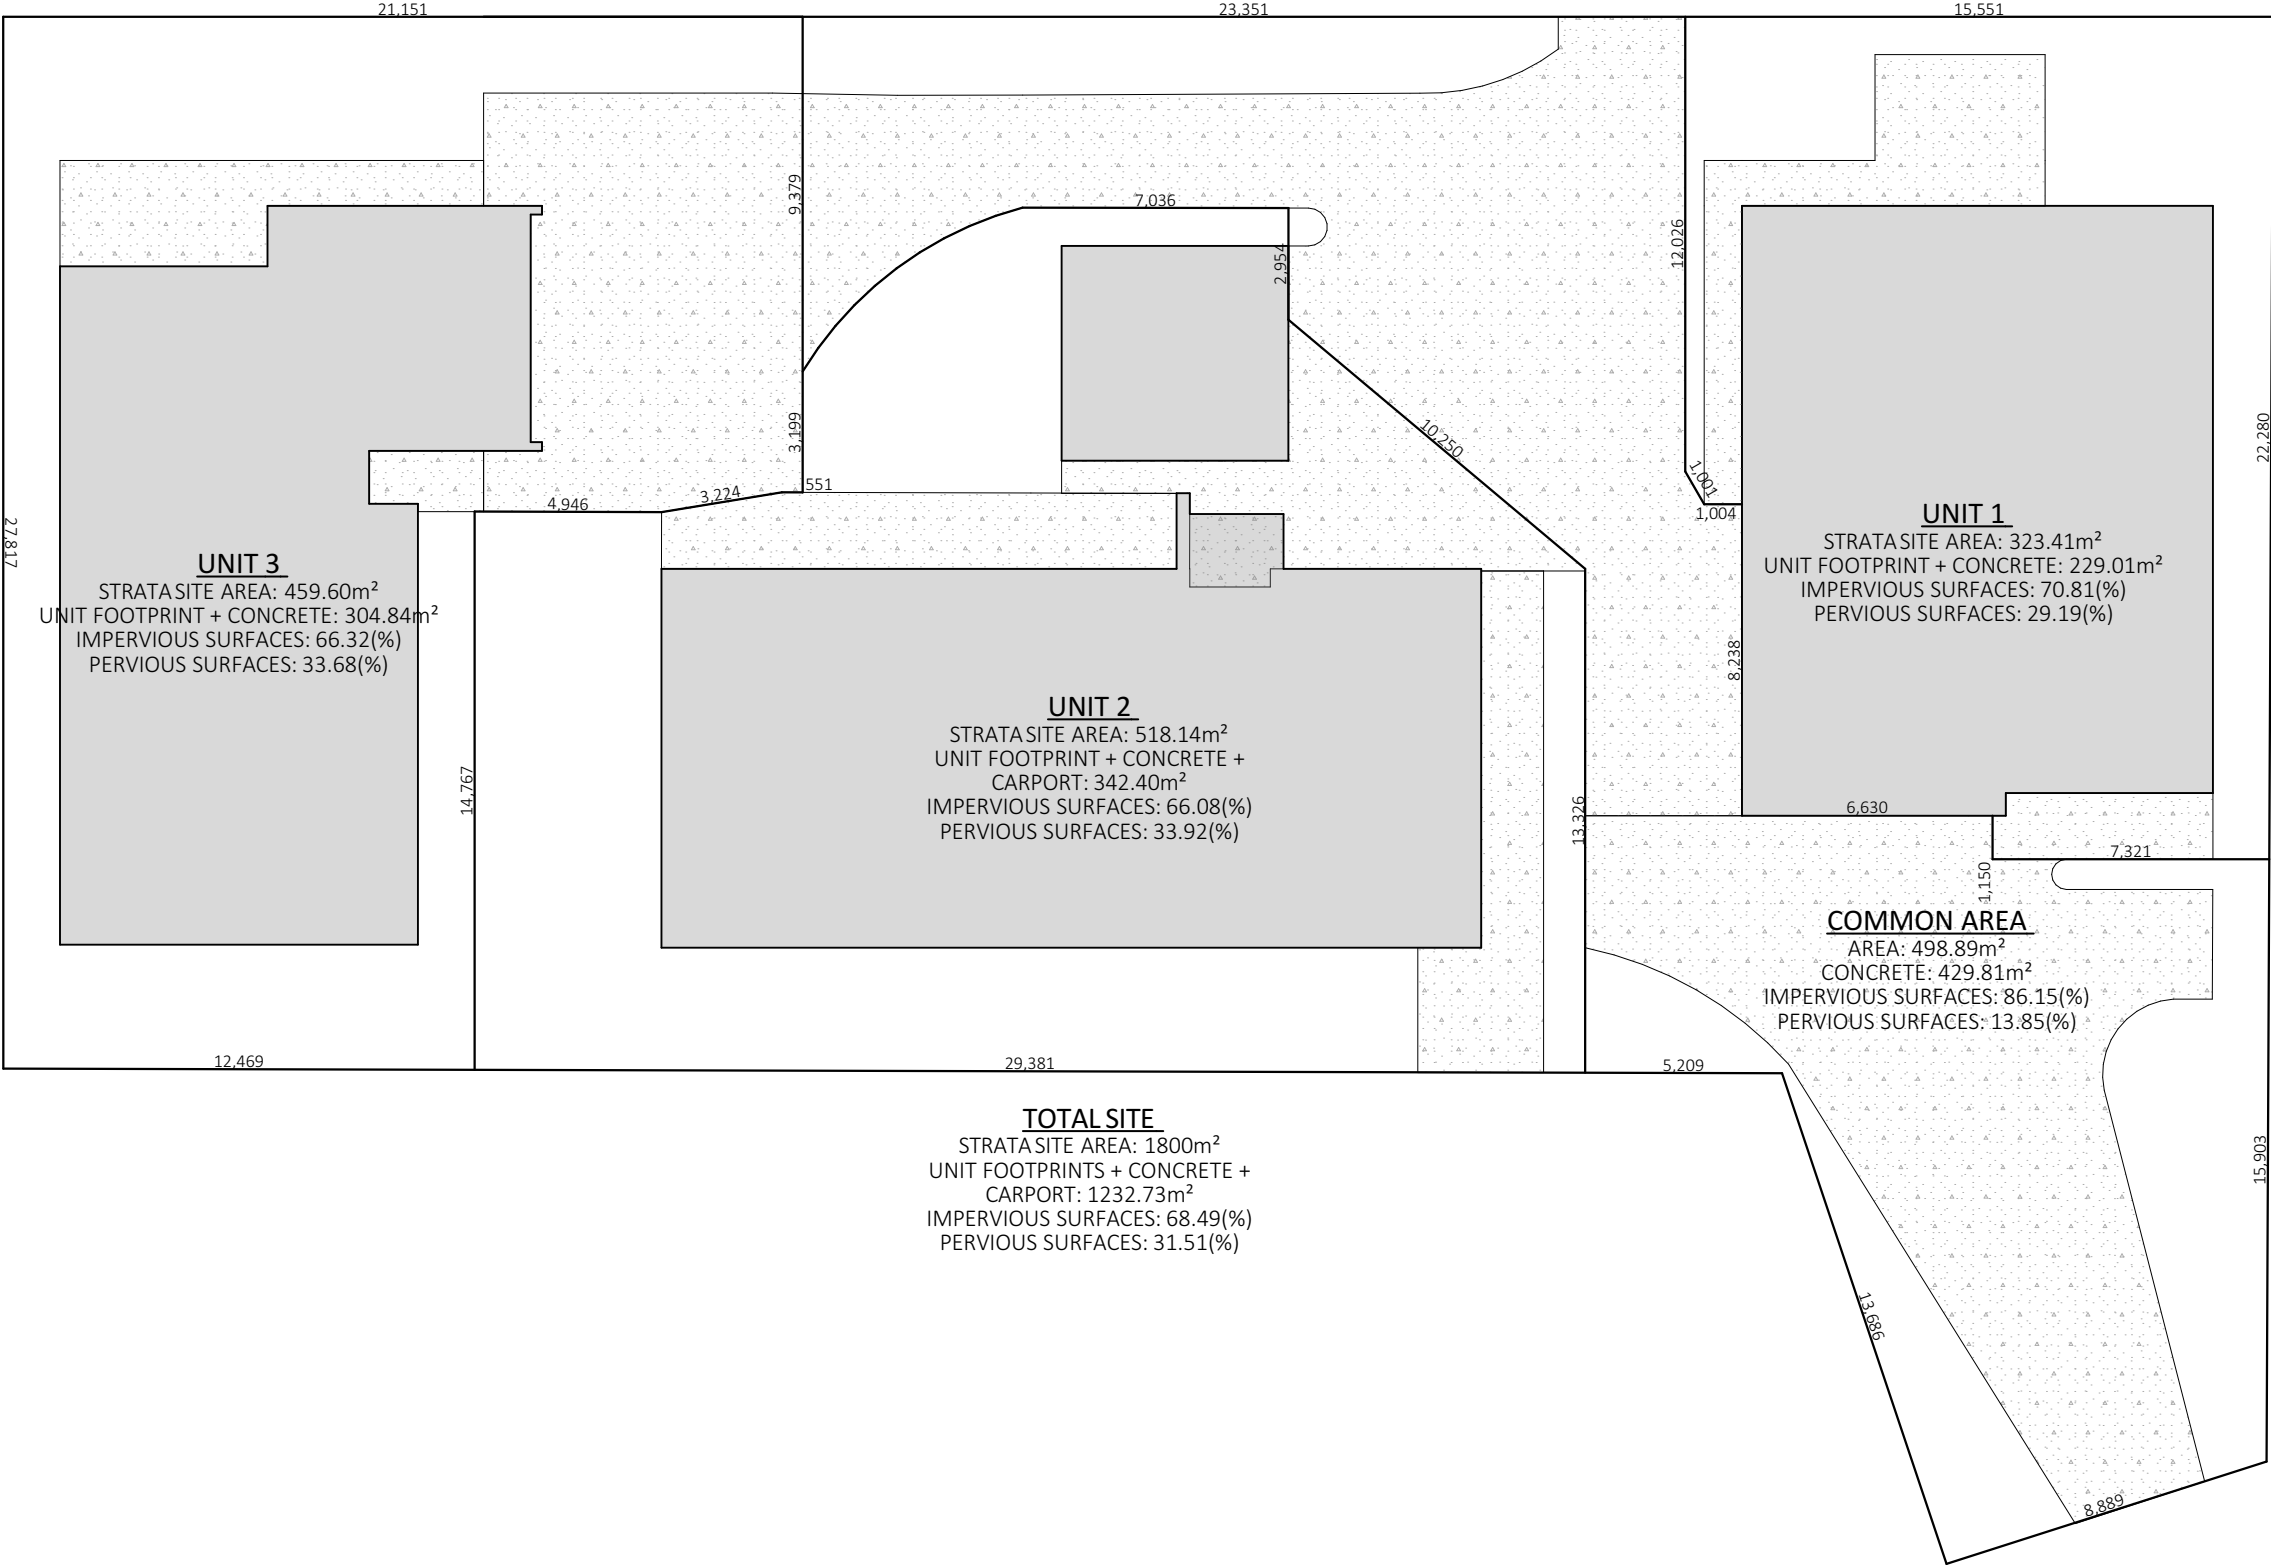 21,151
23,351
15,551
9,379
7,036
2,954
12,026
3,199
10,250
22,280
551
3,224
4,946
1,001
1,004
27,817
UNIT 1
STRATA SITE AREA: 323.41m²
UNIT FOOTPRINT + CONCRETE: 229.01m²
IMPERVIOUS SURFACES: 70.81(%)
PERVIOUS SURFACES: 29.19(%)
UNIT 3
STRATA SITE AREA: 459.60m²
UNIT FOOTPRINT + CONCRETE: 304.84m²
IMPERVIOUS SURFACES: 66.32(%)
PERVIOUS SURFACES: 33.68(%)
8,238
UNIT 2
STRATA SITE AREA: 518.14m²
UNIT FOOTPRINT + CONCRETE +
CARPORT: 342.40m²
IMPERVIOUS SURFACES: 66.08(%)
PERVIOUS SURFACES: 33.92(%)
14,767
13,326
6,630
7,321
1,150
COMMON AREA
AREA: 498.89m²
CONCRETE: 429.81m²
IMPERVIOUS SURFACES: 86.15(%)
PERVIOUS SURFACES: 13.85(%)
12,469
29,381
5,209
TOTAL SITE
STRATA SITE AREA: 1800m²
UNIT FOOTPRINTS + CONCRETE +
CARPORT: 1232.73m²
IMPERVIOUS SURFACES: 68.49(%)
PERVIOUS SURFACES: 31.51(%)
15,903
13,686
8,889